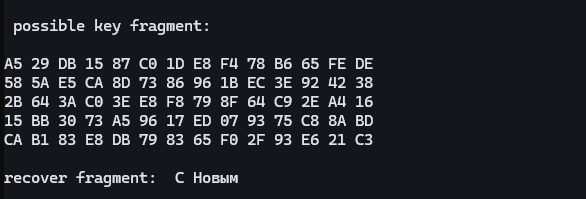 possible key fragment:
A5 29 DB 15 87 C0 1D E8 F4 78 B6 65 FE DE
58 5A E5 CA 8D 73 86 96 1B EC 3E 92 42 38
2B 64 3A C0 3E E8 F8 79 8F 64 C9 2E A4 16
15 BB 30 73 A5 96 17 ED 07 93 75 C8 8A BD
CA B1 83 E8 DB 79 83 65 F0 2F 93 E6 21 C3
recover fragment:  С Новым